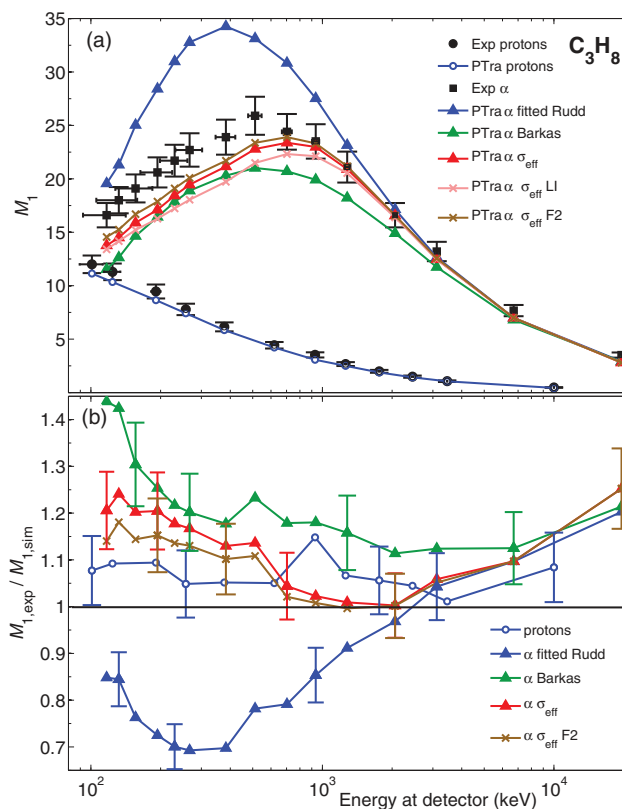 (a)
C3H8
35
30
25
20
15
10
5
M1
Exp protons
PTra protons
Exp α
PTra α fitted Rudd
PTra α Barkas
PTra α σeff
PTra α σeff LI
PTra α σeff F2
(b)
1.4
1.3
1.2
1.1
1
0.9
0.8
0.7
M1,exp / M1,sim
protons
α fitted Rudd
α Barkas
α σeff
α σeff F2
10² 10³ 10⁴
Energy at detector (keV)